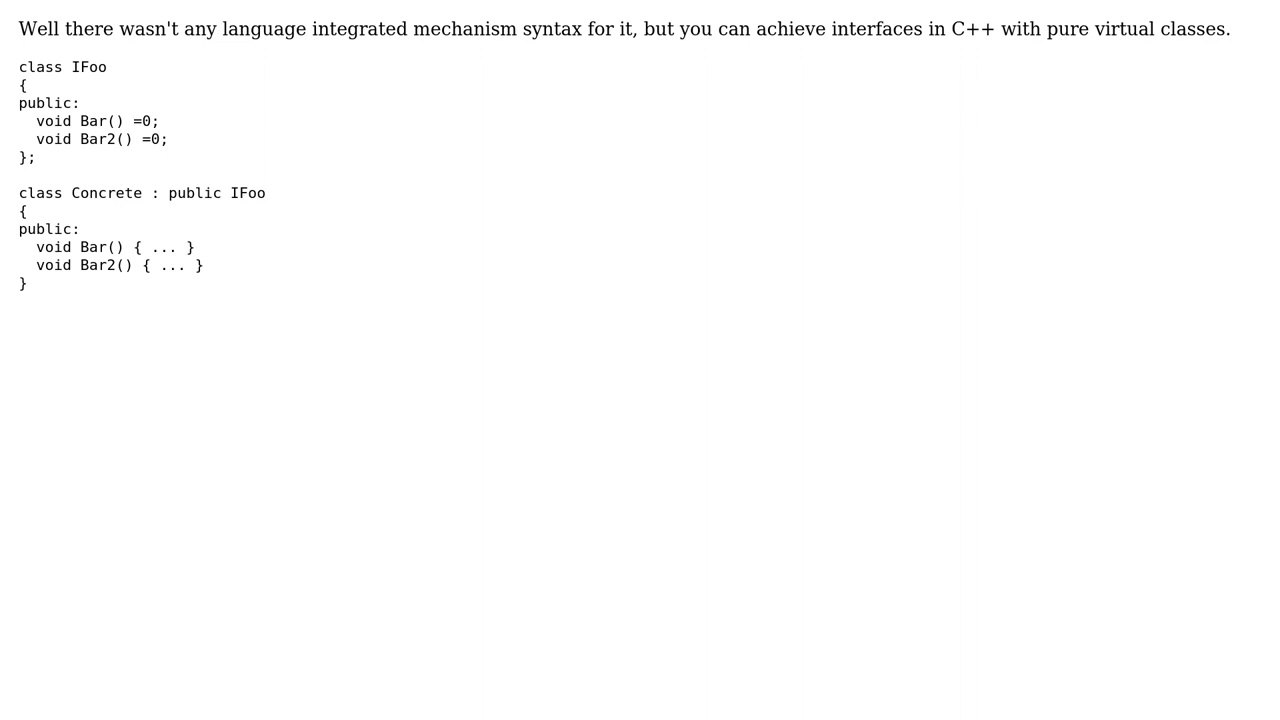 Well there wasn't any language integrated mechanism syntax for it, but you can achieve interfaces in C++ with pure virtual classes.
class IFoo
{
public:
  void Bar() =0;
  void Bar2() =0;
};

class Concrete : public IFoo
{
public:
  void Bar() { ... }
  void Bar2() { ... }
}